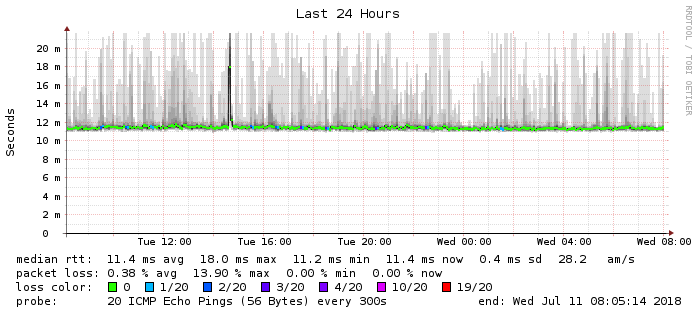 Last 24 Hours
RRDTOOL / TOBI OETIKER
Seconds
20 m
18 m
16 m
14 m
12 m
10 m
8 m
6 m
4 m
2 m
0
Tue 12:00 Tue 16:00 Tue 20:00 Wed 00:00 Wed 04:00 Wed 08:00
median rtt: 11.4 ms avg 18.0 ms max 11.2 ms min 11.4 ms now 0.4 ms sd 28.2 am/s
packet loss: 0.38 % avg 13.90 % max 0.00 % min 0.00 % now
loss color: 0 1/20 2/20 3/20 4/20 10/20 19/20
probe: 20 ICMP Echo Pings (56 Bytes) every 300s end: Wed Jul 11 08:05:14 2018